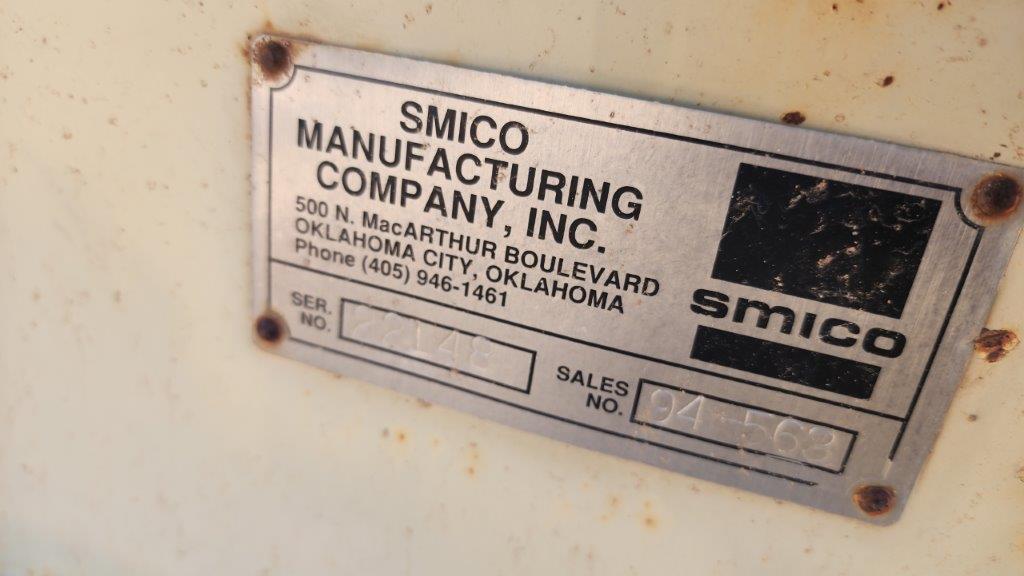 SMICO
MANUFACTURING
COMPANY, INC.
500 N. MacARTHUR BOULEVARD
OKLAHOMA CITY, OKLAHOMA
Phone (405) 946-1461
smico
SER.
NO.
22148
SALES
NO.
94-563